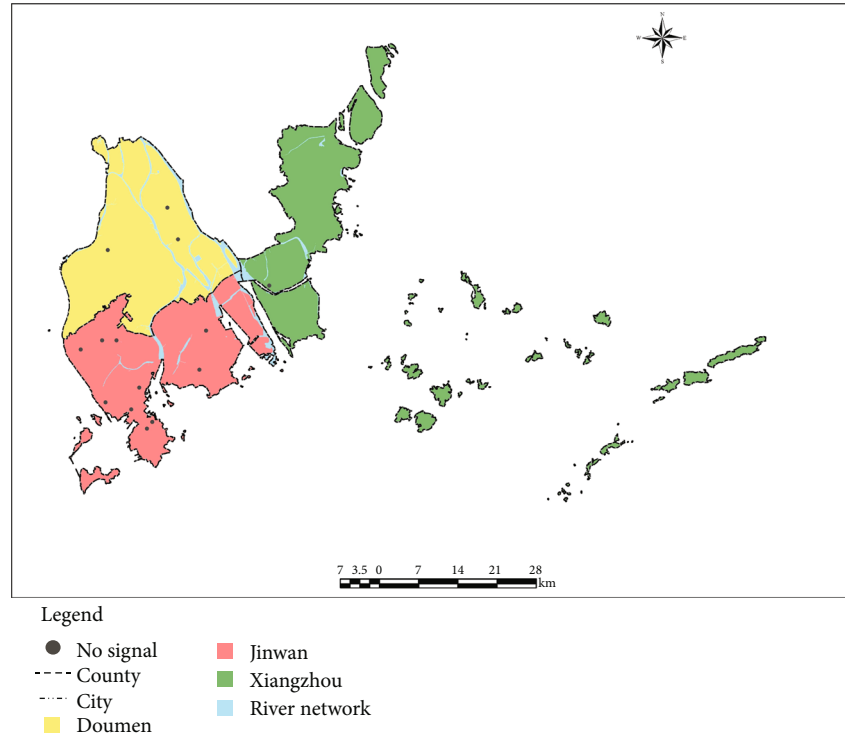 N
W E
S
7 3.5 0 7 14 21 28
km
Legend
No signal
County
City
Doumen
Jinwan
Xiangzhou
River network